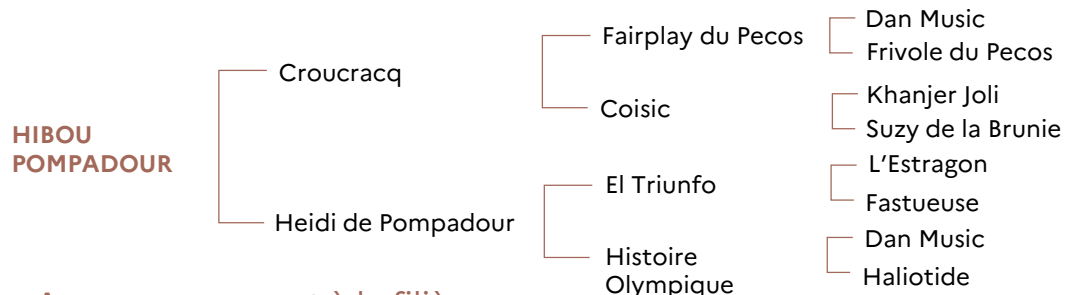 Dan Music
Fairplay du Pecos
Frivole du Pecos
Croucracq
Khanjer Joli
Coisic
Suzy de la Brunie
HIBOU
POMPADOUR
L’Estragon
El Triunfo
Fastueuse
Heidi de Pompadour
Dan Music
Histoire
Olympique
Haliotide